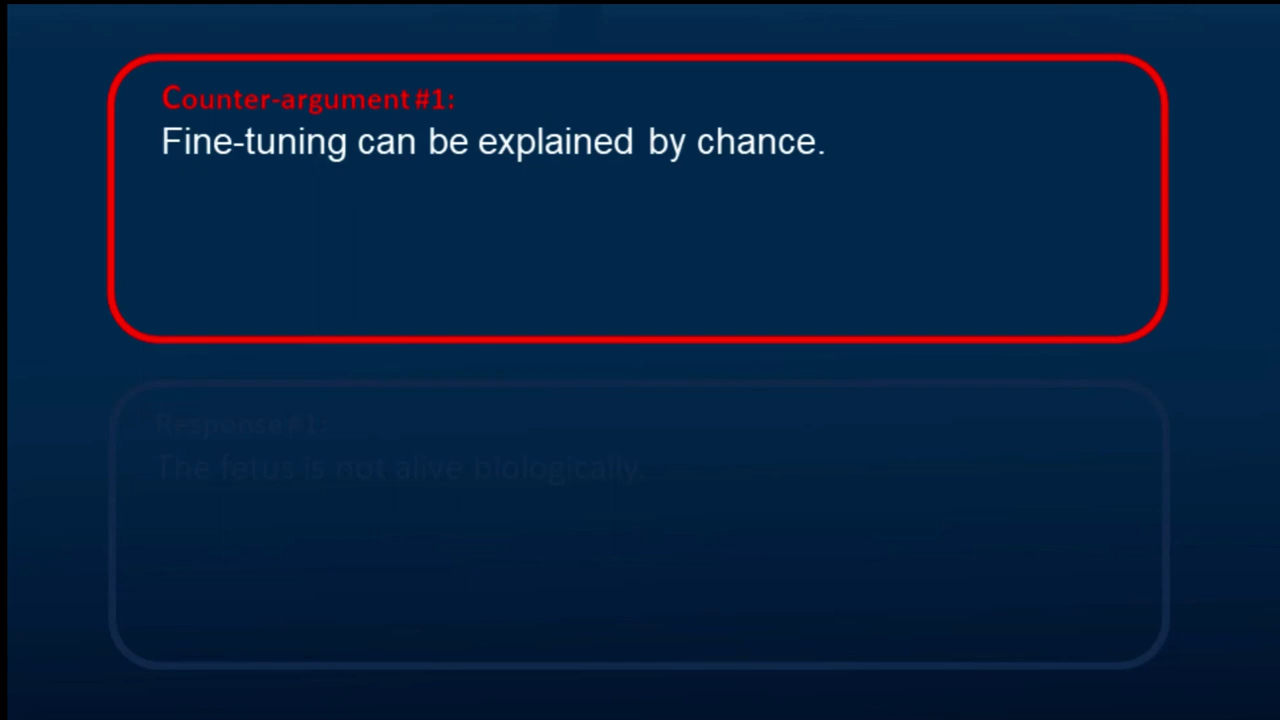 Counter-argument #1:
Fine-tuning can be explained by chance.
Response #1:
The fetus is not alive biologically.